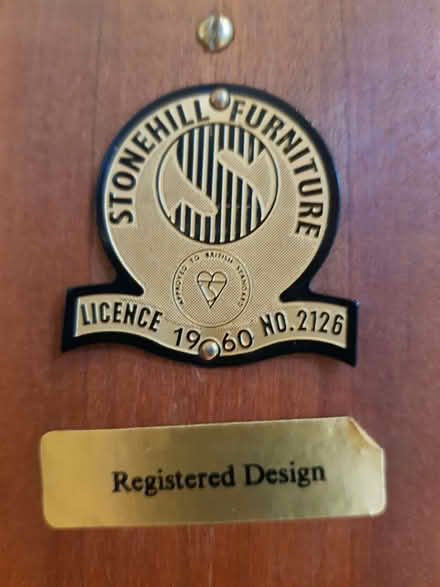 STONEHILL FURNITURE
APPROVED TO BRITISH STANDARD
LICENCE 1960 NO.2126
Registered Design